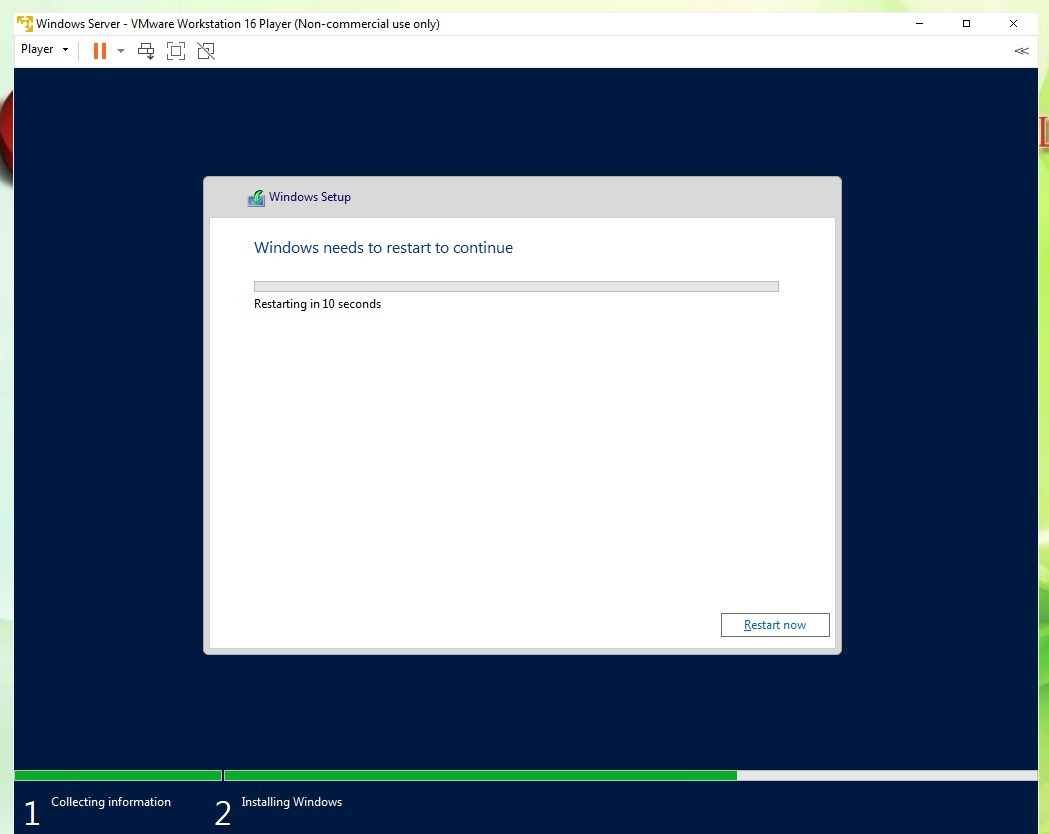 Windows Server - VMware Workstation 16 Player (Non-commercial use only)
Player
Windows Setup
Windows needs to restart to continue
Restarting in 10 seconds
Restart now
1 Collecting information
2 Installing Windows